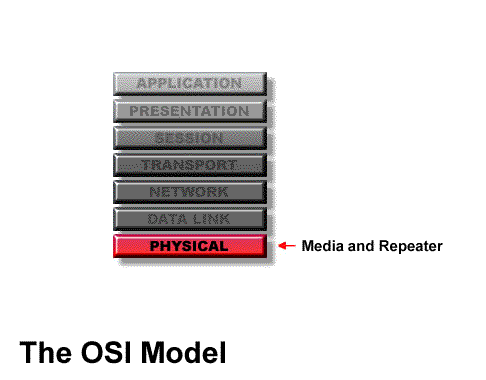 APPLICATION
PRESENTATION
SESSION
TRANSPORT
NETWORK
DATA LINK
PHYSICAL
Media and Repeater
The OSI Model